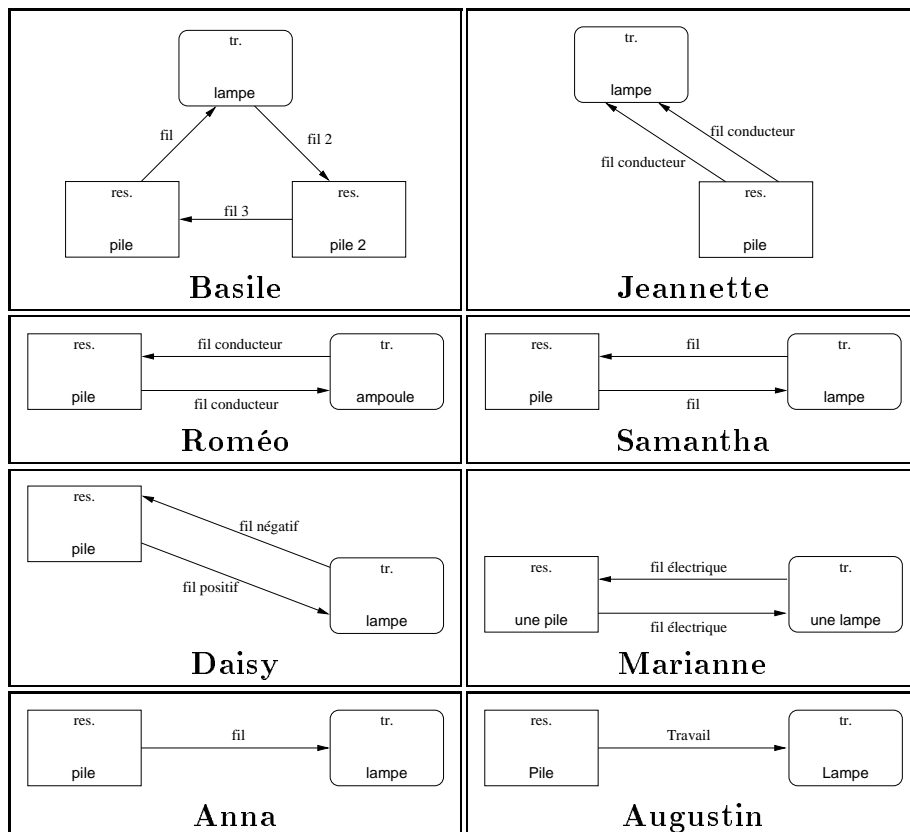 tr.
lampe
fil
fil 2
res.
pile
fil 3
res.
pile 2
Basile
tr.
lampe
fil conducteur
fil conducteur
res.
pile
Jeannette
res.
pile
fil conducteur
fil conducteur
tr.
ampoule
Roméo
res.
pile
fil
fil
tr.
lampe
Samantha
res.
pile
fil négatif
fil positif
tr.
lampe
Daisy
res.
une pile
fil électrique
fil électrique
tr.
une lampe
Marianne
res.
pile
fil
tr.
lampe
Anna
res.
Pile
Travail
tr.
Lampe
Augustin